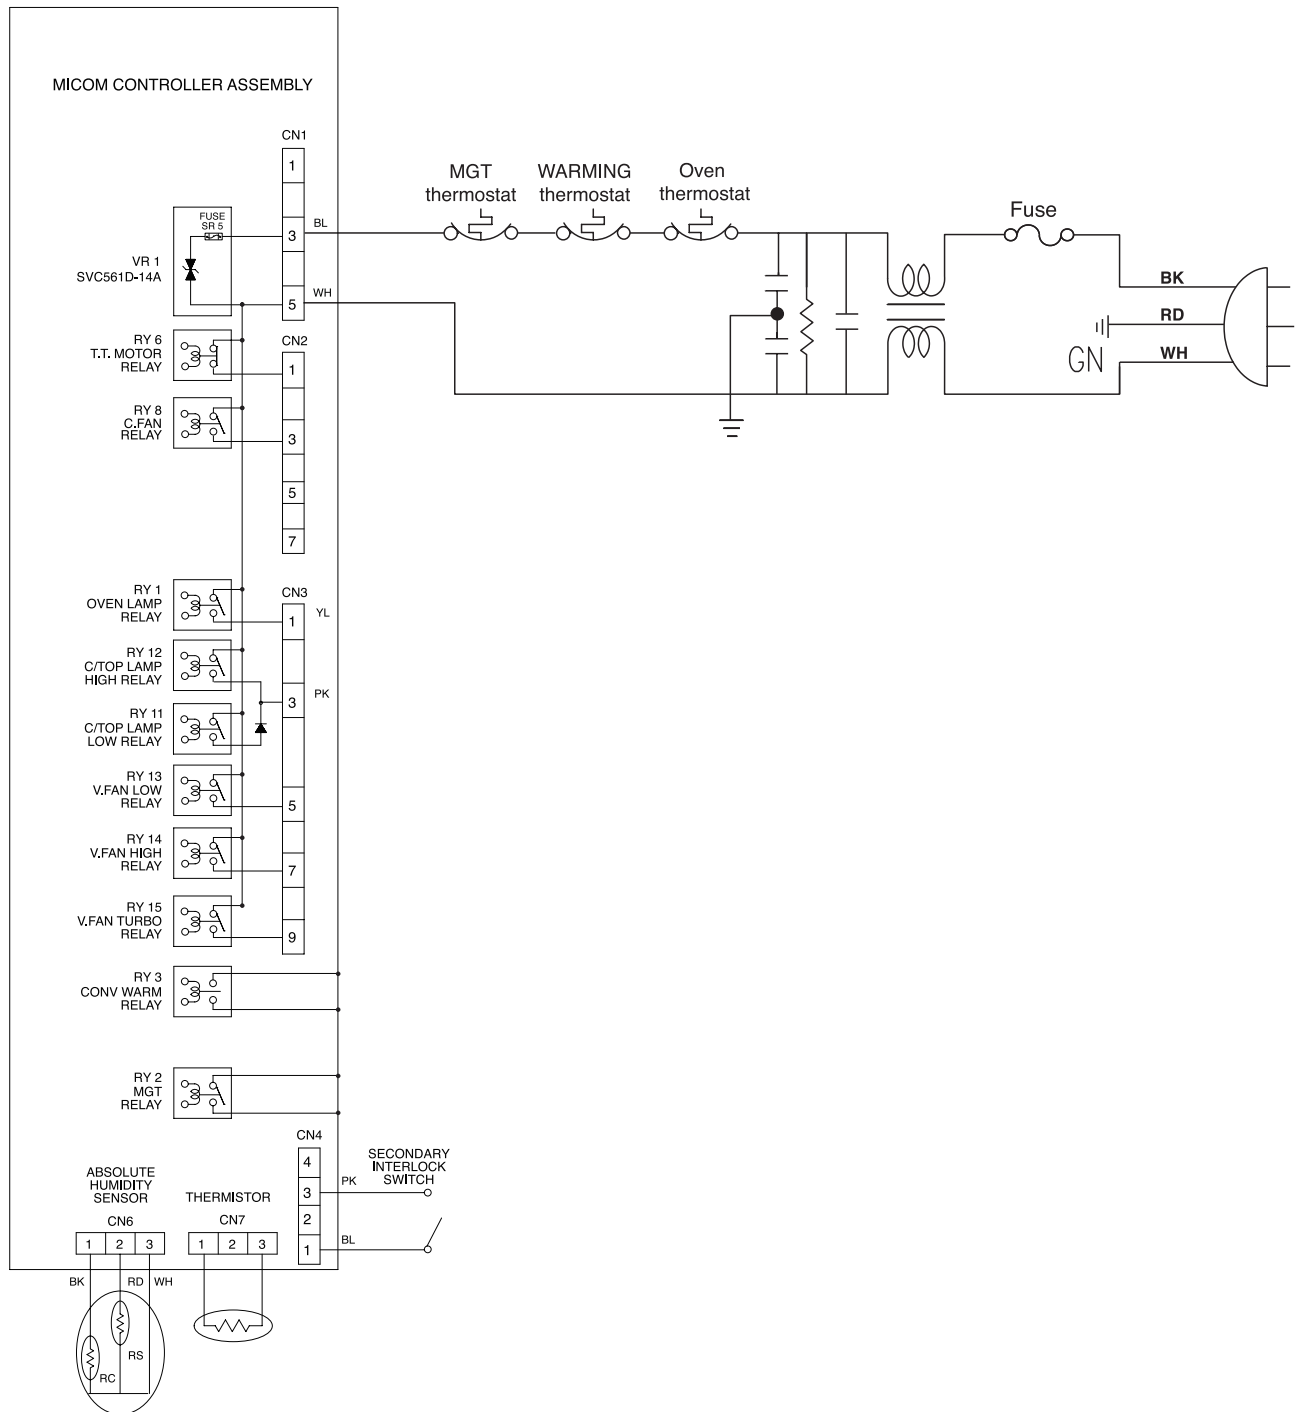 MICOM CONTROLLER ASSEMBLY
CN1
1
3
5
BL
WH
FUSE
SR 5
VR 1
SVC561D-14A
MGT
thermostat
WARMING
thermostat
Oven
thermostat
Fuse
BK
RD
WH
GN
RY 6
T.T. MOTOR
RELAY
RY 8
C.FAN
RELAY
CN2
1
3
5
7
RY 1
OVEN LAMP
RELAY
RY 12
C/TOP LAMP
HIGH RELAY
RY 11
C/TOP LAMP
LOW RELAY
RY 13
V.FAN LOW
RELAY
RY 14
V.FAN HIGH
RELAY
RY 15
V.FAN TURBO
RELAY
CN3
1
3
5
7
9
YL
PK
RY 3
CONV WARM
RELAY
RY 2
MGT
RELAY
CN4
4
3
2
1
PK
BL
SECONDARY
INTERLOCK
SWITCH
ABSOLUTE
HUMIDITY
SENSOR
CN6
1 2 3
BK RD WH
RS
RC
THERMISTOR
CN7
1 2 3